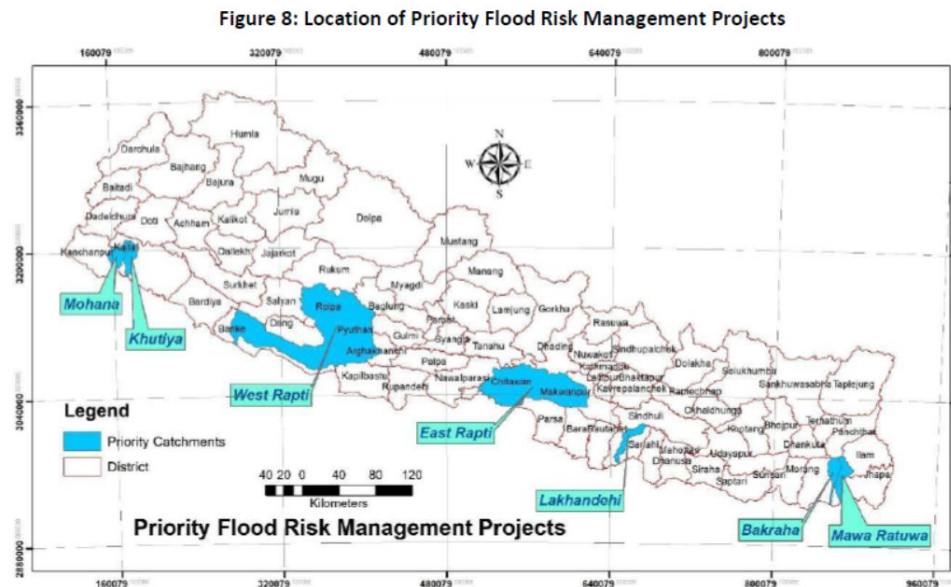 Figure 8: Location of Priority Flood Risk Management Projects
160079 320079 480079 640079 800079
3360000
3200000
3040000
2880000
N
W E
S
Humla
Darchula
Bajhang
Mugu
Baitadi
Bajura
Jumla
Dolpa
Dadeldhura
Doti
Achham
Kalikot
Mustang
Kanchanpur
Kailali
Dailekh
Jajarkot
Rukum
Manang
Mohana
Khutiya
Surkhet
Myagdi
Bardiya
Salyan
Rolpa
Baglung
Kaski
Lamjung
Gorkha
Parbat
Rasuwa
Banke
Dang
Pyuthan
Gulmi
Syangja
Tanahu
Dhading
Nuwakot
Sindhupalchok
Dolakha
Arghakhanchi
Palpa
Kathmandu
Solukhumbu
Sankhuwasabha
Taplejung
Kapilbastu
Rupandehi
Nawalparasi
Chitawan
Makwanpur
Lalitpur
Bhaktapur
Kavrepalanchok
Ramechhap
West Rapti
East Rapti
Parsa
Bara
Rautahat
Sarlahi
Sindhuli
Okhaldhunga
Khotang
Bhojpur
Terhathum
Panchthar
Mahottari
Dhanusa
Siraha
Saptari
Udayapur
Dhankuta
Sunsari
Morang
Ilam
Jhapa
Lakhandehi
Bakraha
Mawa Ratuwa
Legend
Priority Catchments
District
40 20 0 40 80 120
Kilometers
Priority Flood Risk Management Projects
160079 320079 480079 640079 800079 960079